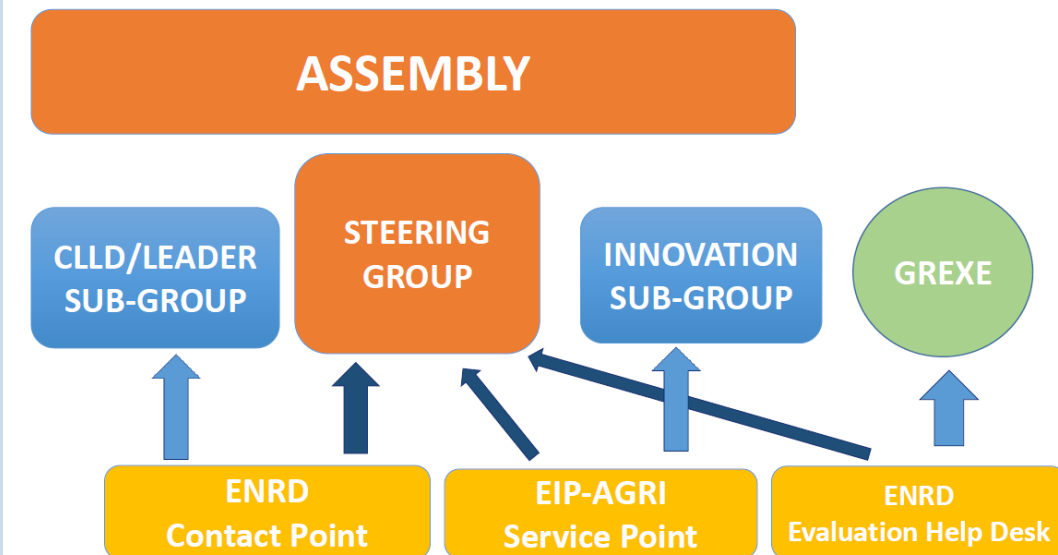 ASSEMBLY
CLLD/LEADER
SUB-GROUP
STEERING
GROUP
INNOVATION
SUB-GROUP
GREXE
ENRD
Contact Point
EIP-AGRI
Service Point
ENRD
Evaluation Help Desk